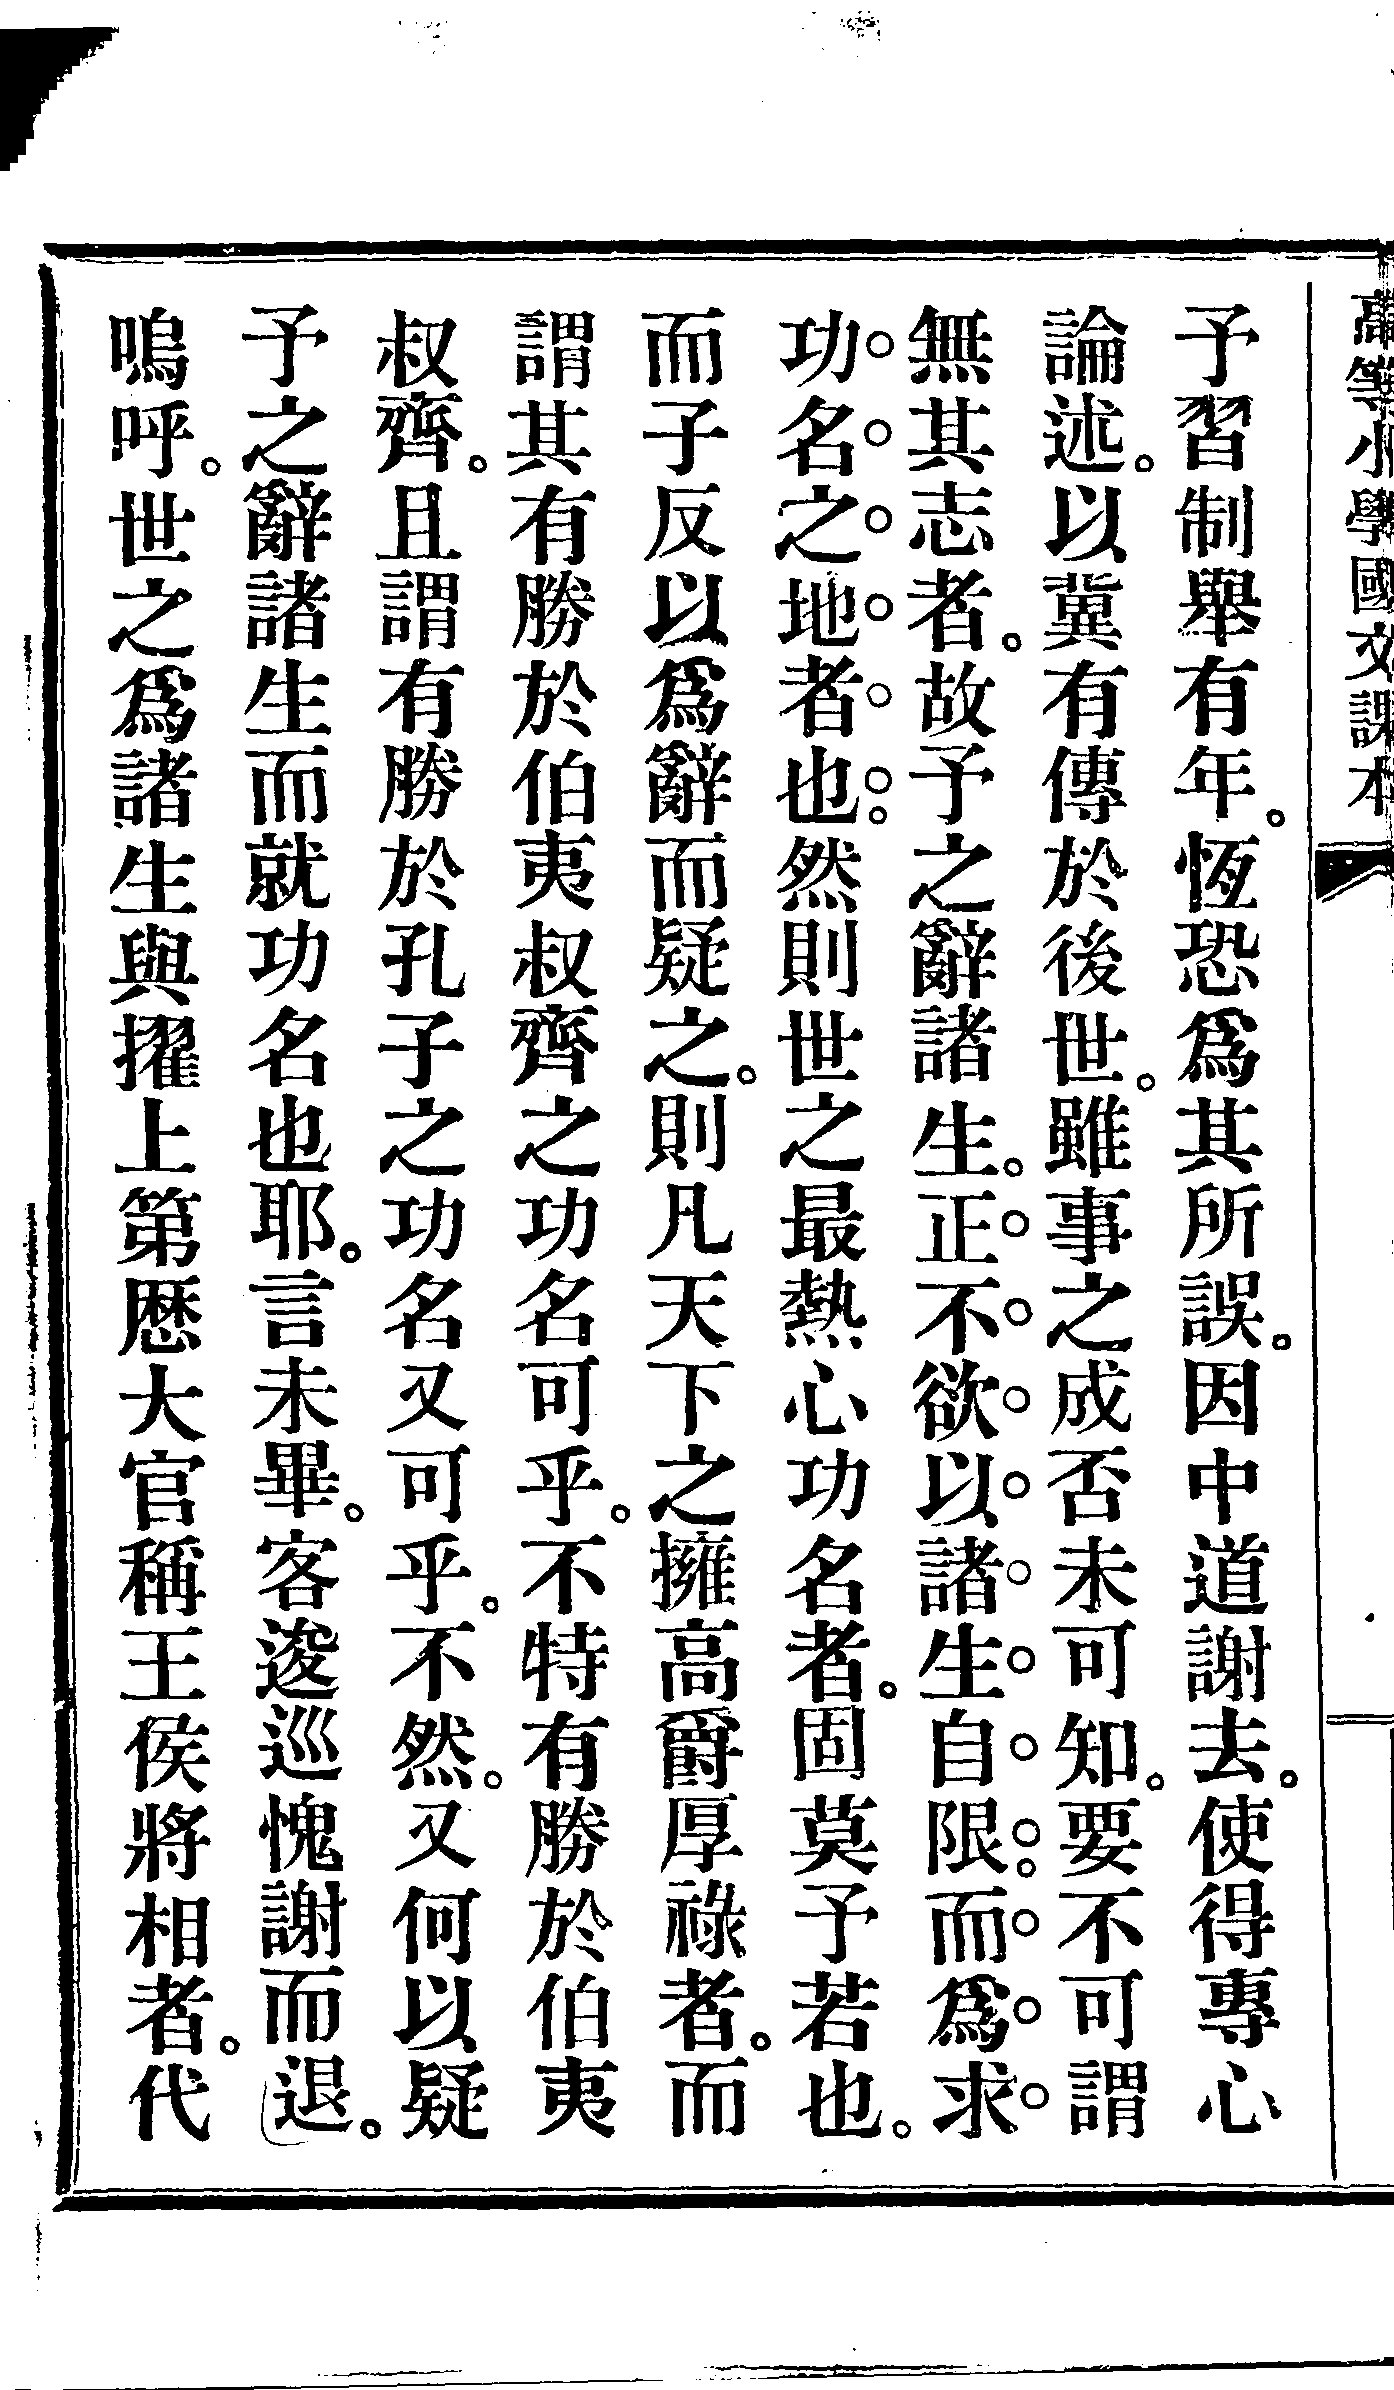 高等小學國文課本
予習制舉有年。恆恐爲其所誤。因中道謝去。使得專心
論述。以冀有傳於後世。雖事之成否未可知。要不可謂
無其志者。故予之辭諸生。正不欲以諸生自限。而爲求
功名之地者也。然則世之最熱心功名者。固莫予若也。
而子反以爲辭而疑之。則凡天下之擁高爵厚祿者。而
謂其有勝於伯夷叔齊之功名可乎。不特有勝於伯夷
叔齊。且謂有勝於孔子之功名又可乎。不然。又何以疑
予之辭諸生而就功名也耶。言未畢。客逡巡愧謝而退。
嗚呼。世之爲諸生與擢上第歷大官稱王侯將相者。代